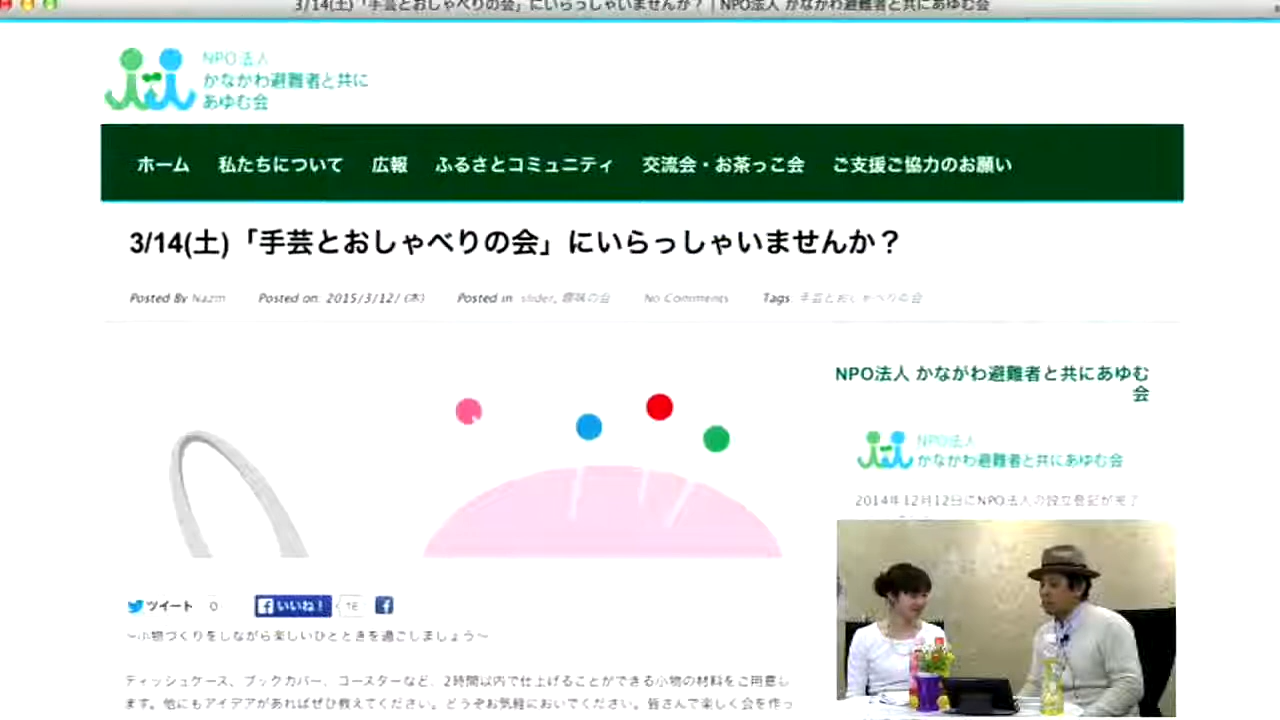 3/14(土)「手芸とおしゃべりの会」にいらっしゃいませんか？ | NPO法人 かながわ避難者と共にあゆむ会
NPO法人
かながわ避難者と共に
あゆむ会
ホーム 私たちについて 広報 ふるさとコミュニティ 交流会・お茶っこ会 ご支援ご協力のお願い
3/14(土)「手芸とおしゃべりの会」にいらっしゃいませんか？
Posted By Posted on: 2015/3/12/ (木) Posted in: slider, 趣味の会 No Comments Tags: 手芸とおしゃべりの会
NPO法人 かながわ避難者と共にあゆむ
会
NPO法人
かながわ避難者と共にあゆむ会
2014年12月12日にNPO法人の設立登記が完了
ツイート 0 いいね！ 16
～小物づくりをしながら楽しいひとときを過ごしましょう～
ティッシュケース、ブックカバー、コースターなど、2時間以内で仕上げることができる小物の材料をご用意し
ます。他にもアイデアがあればぜひ教えてください。どうぞお気軽においでください。皆さんで楽しく会を作っ